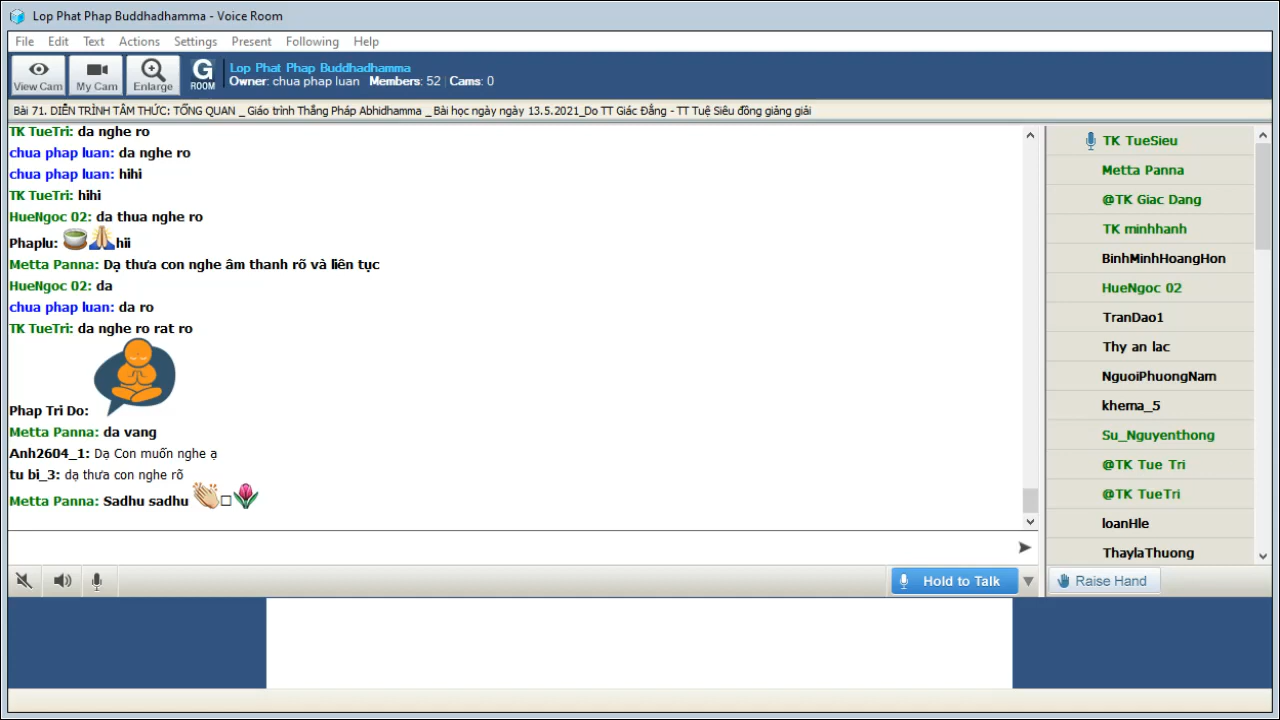 Lop Phat Phap Buddhadhamma - Voice Room
File Edit Text Actions Settings Present Following Help
View Cam My Cam Enlarge G ROOM
Lop Phat Phap Buddhadhamma
Owner: chua phap luan Members: 52 Cams: 0
Bài 71. DIỄN TRÌNH TÂM THỨC: TỔNG QUAN _ Giáo trình Thắng Pháp Abhidhamma _ Bài học ngày ngày 13.5.2021_Do TT Giác Đẳng - TT Tuệ Siêu đồng giảng giải
TK TueTri: da nghe ro
chua phap luan: da nghe ro
chua phap luan: hihi
TK TueTri: hihi
HueNgoc 02: da thua nghe ro
Phaplu: hii
Metta Panna: Dạ thưa con nghe âm thanh rõ và liên tục
HueNgoc 02: da
chua phap luan: da ro
TK TueTri: da nghe ro rat ro
Phap Tri Do:
Metta Panna: da vang
Anh2604_1: Dạ Con muốn nghe ạ
tu bi_3: dạ thưa con nghe rõ
Metta Panna: Sadhu sadhu
TK TueSieu
Metta Panna
@TK Giac Dang
TK minhhanh
BinhMinhHoangHon
HueNgoc 02
TranDao1
Thy an lac
NguoiPhuongNam
khema_5
Su_Nguyenthong
@TK Tue Tri
@TK TueTri
loanHle
ThaylaThuong
Hold to Talk
Raise Hand